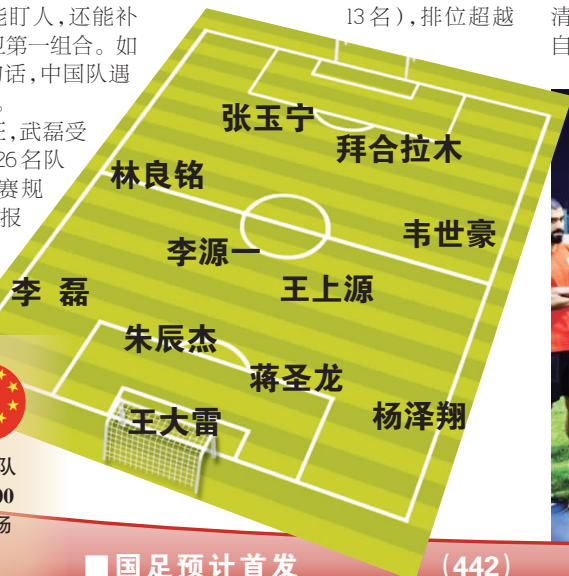 能盯人,还能补
卫第一组合。如
的话,中国队遇
。
任,武磊受
26名队
赛规
报
13名),排位超越
清
自
张玉宁
拜合拉木
林良铭
韦世豪
李源一
王上源
李 磊
朱辰杰
蒋圣龙
王大雷
杨泽翔
队
00
场
■国足预计首发 (442)